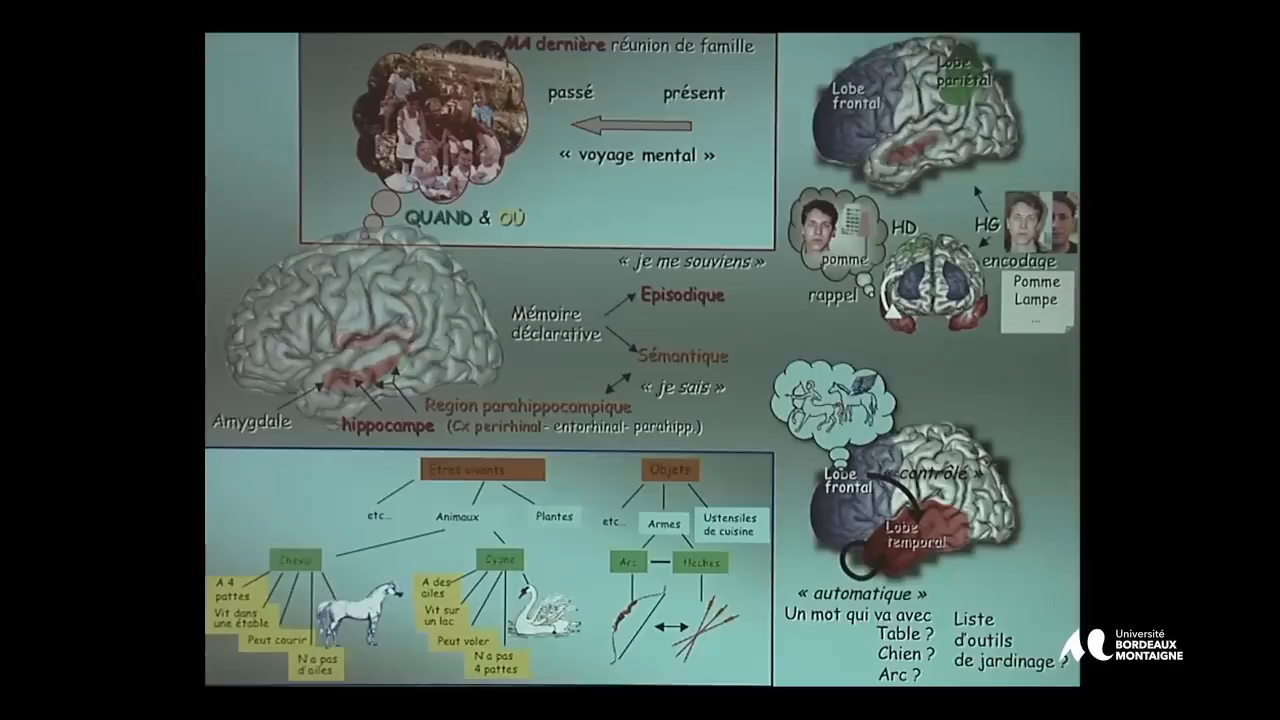 MA dernière réunion de famille
passé présent
« voyage mental »
QUAND & OÙ
« je me souviens »
Episodique
Mémoire
déclarative
Sémantique
« je sais »
Region parahippocampique
Amygdale
hippocampe (Cx perirhinal- entorhinal- parahipp.)
Etres vivants
etc...
Animaux
Plantes
Cheval
A 4
pattes
Vit dans
une étable
Peut courir
N'a pas
d'ailes
Cygne
A des
ailes
Vit sur
un lac
Peut voler
N'a pas
4 pattes
Objets
etc...
Armes
Ustensiles
de cuisine
Arc
flèches
Lobe
frontal
Lobe
pariétal
HD
HG
pomme
rappel
encodage
Pomme
Lampe
...
Lobe
frontal
« contrôlé »
Lobe
temporal
« automatique »
Un mot qui va avec
Table ?
Chien ?
Arc ?
Liste
d'outils
de jardinage ?
Université
BORDEAUX
MONTAIGNE